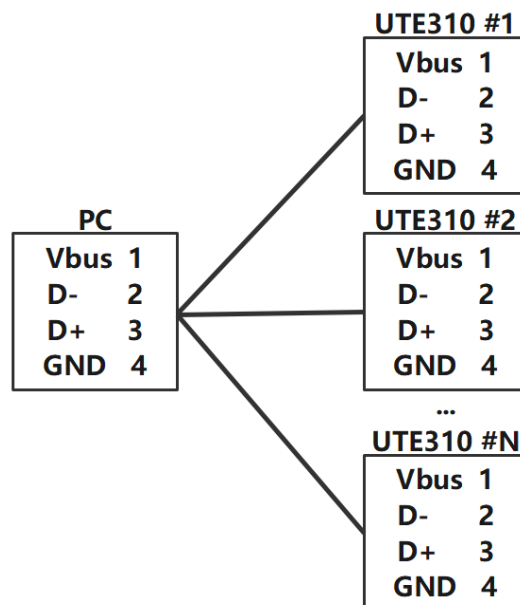 PC
Vbus 1
D- 2
D+ 3
GND 4
UTE310 #1
Vbus 1
D- 2
D+ 3
GND 4
UTE310 #2
Vbus 1
D- 2
D+ 3
GND 4
...
UTE310 #N
Vbus 1
D- 2
D+ 3
GND 4